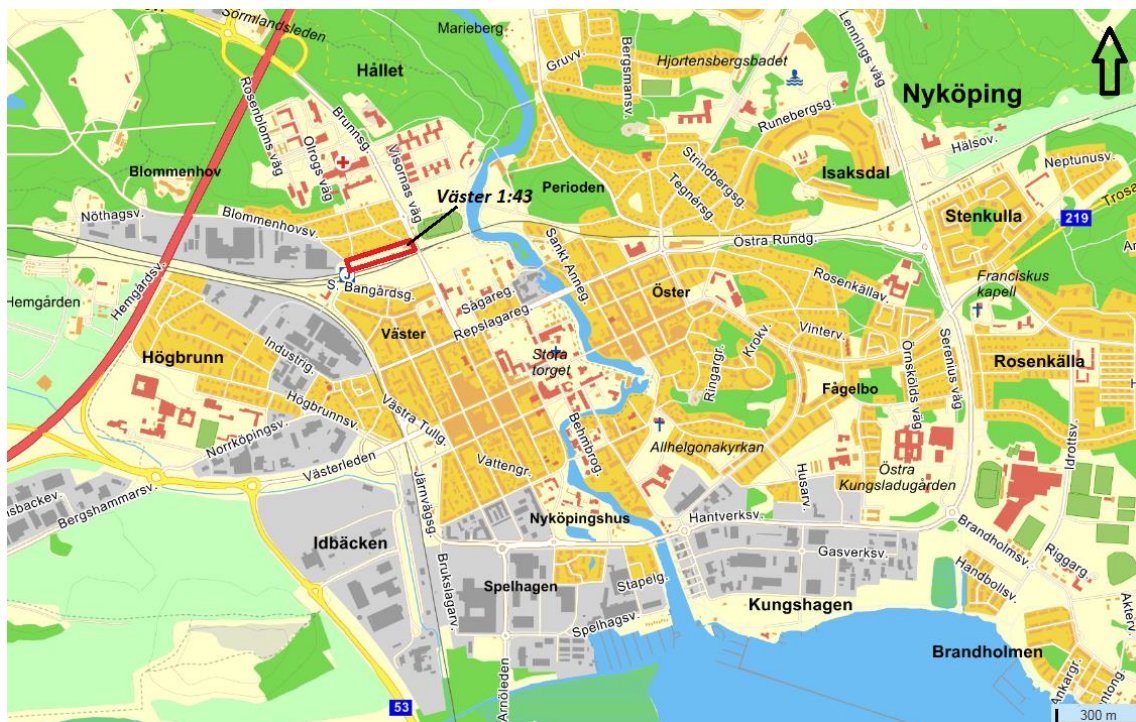 Sörmlandsleden
Marieberg
Hållet
Gruvv.
Bergsmansv.
Hjortensbergsbadet
Lennings väg
Nyköping
Runebergsg.
Hälsov.
Neptunusv.
Rosenbloms väg
Olrogs väg
Brunnsg.
Visornas väg
Blommenhov
Perioden
Strindbergsg.
Tegnérsg.
Isaksdal
Stenkulla
Trosa
219
Väster 1:43
Nöthagsv.
Blommenhovsv.
Östra Rundg.
Sankt Anneg.
Hemgårdsv.
Hemgården
J
S. Bangårdsg.
Sågareg.
Repslagareg.
Väster
Öster
Rosenkällav.
Franciskus
kapell
Högbrunn
Industrig.
Stora
torget
Ringargr.
Krokv.
Vinterv.
Örnsköldsväg
Serenius väg
Rosenkälla
Fågelbo
Högbrunnsv.
Västra Tullg.
Norrköpingsv.
Västerleden
Behmbrog.
Allhelgonakyrkan
Östra
Kungsladugården
Idrottsv.
Vattengr.
Husarv.
Bergshammarsv.
Järnvägsg.
Nyköpingshus
Hantverksv.
Idbäcken
Brukslagarv.
Gasverksv.
Brandholmsv.
Riggarg.
Spelhagen
Stapelg.
Handbollsv.
Spelhagsv.
Kungshagen
Brandholmen
Ankargr.
53
Arnöleden
300 m